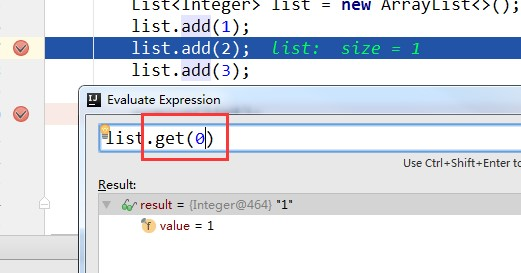 List<Integer> list = new ArrayList<>();
list.add(1);
list.add(2);  list:  size = 1
list.add(3);
Evaluate Expression
list.get(0)
Use Ctrl+Shift+Enter to
Result:
result = {Integer@464} "1"
f value = 1